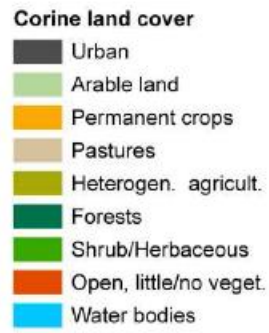 Corine land cover
Urban
Arable land
Permanent crops
Pastures
Heterogen. agricult.
Forests
Shrub/Herbaceous
Open, little/no veget.
Water bodies